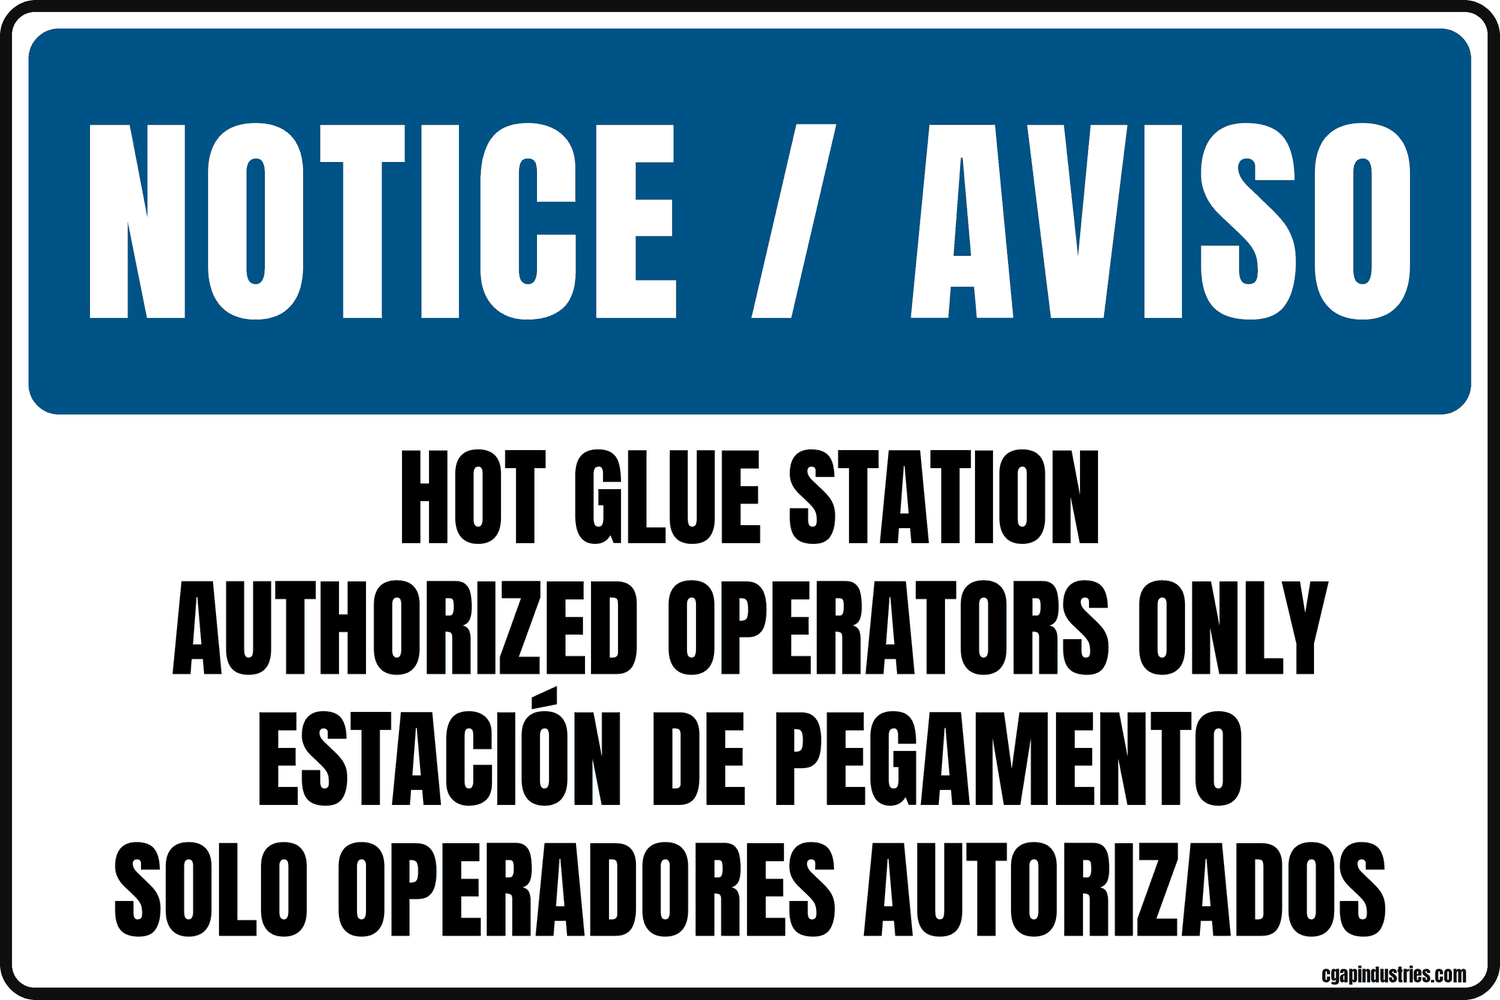 NOTICE / AVISO
HOT GLUE STATION
AUTHORIZED OPERATORS ONLY
ESTACIÓN DE PEGAMENTO
SOLO OPERADORES AUTORIZADOS
cgapindustries.com